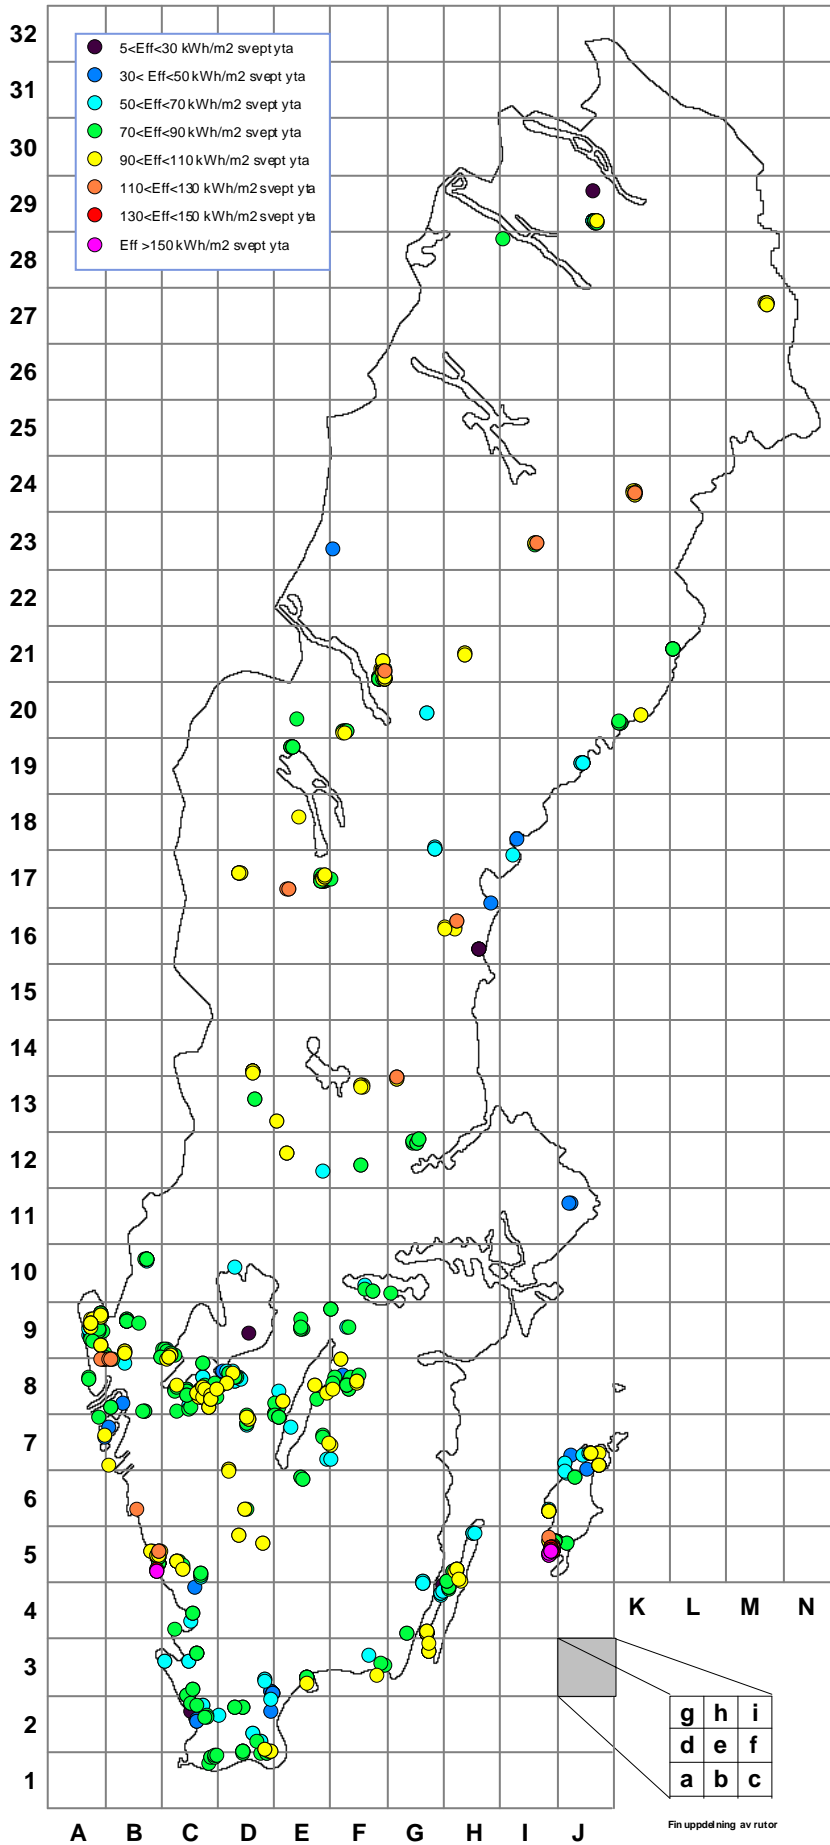 32
5<Eff<30 kWh/m2 svept yta
30< Eff<50 kWh/m2 svept yta
50<Eff<70 kWh/m2 svept yta
70<Eff<90 kWh/m2 svept yta
90<Eff<110 kWh/m2 svept yta
110<Eff<130 kWh/m2 svept yta
130<Eff<150 kWh/m2 svept yta
Eff >150 kWh/m2 svept yta
31
30
29
28
27
26
25
24
23
22
21
20
19
18
17
16
15
14
13
12
11
10
9
8
7
6
5
4
K L M N
3
2
g h i
d e f
a b c
1
Fin uppdelning av rutor
A B C D E F G H I J